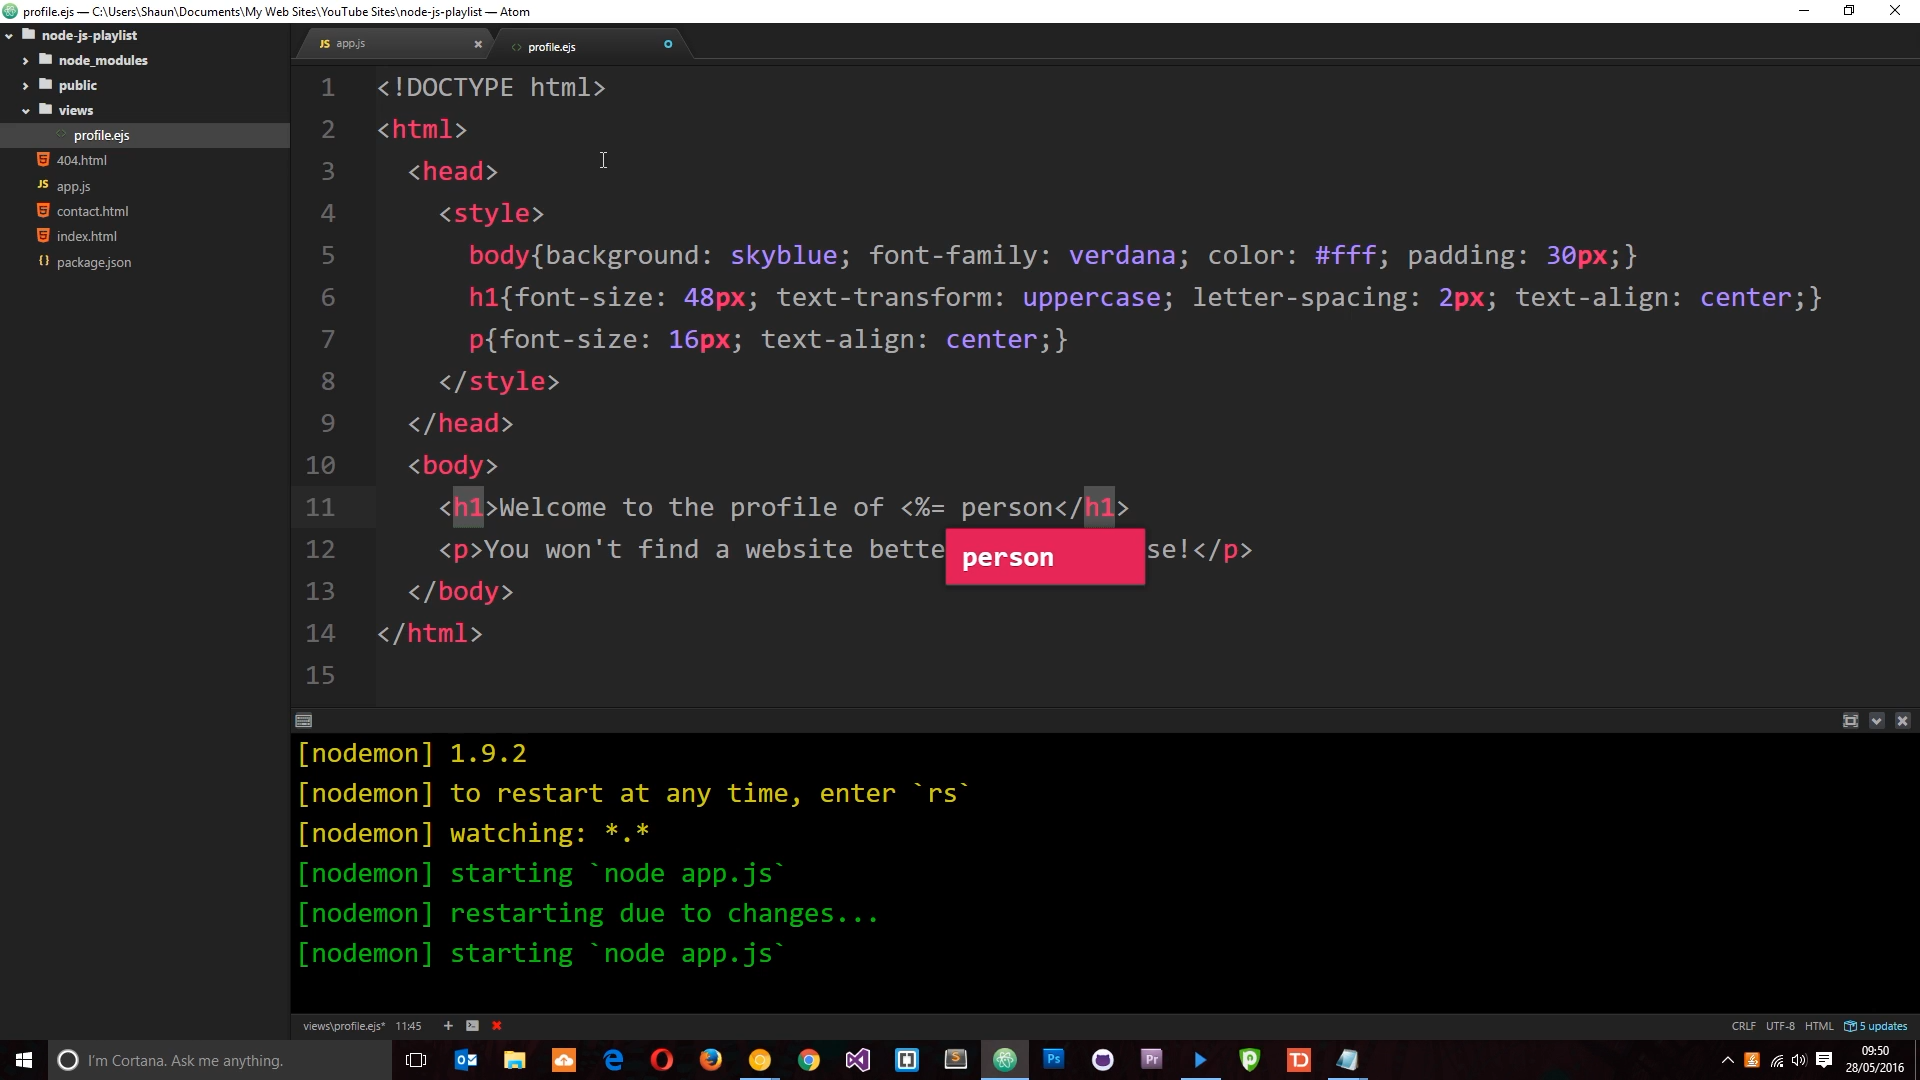 profile.ejs — C:\Users\Shaun\Documents\My Web Sites\YouTube Sites\node-js-playlist — Atom
node-js-playlist
node_modules
public
views
profile.ejs
404.html
JS app.js
contact.html
index.html
{} package.json
JS app.js
<> profile.ejs
1 <!DOCTYPE html>
2 <html>
3 <head>
4 <style>
5 body{background: skyblue; font-family: verdana; color: #fff; padding: 30px;}
6 h1{font-size: 48px; text-transform: uppercase; letter-spacing: 2px; text-align: center;}
7 p{font-size: 16px; text-align: center;}
8 </style>
9 </head>
10 <body>
11 <h1>Welcome to the profile of <%= person</h1>
12 <p>You won't find a website bette
person
se!</p>
13 </body>
14 </html>
15
[nodemon] 1.9.2
[nodemon] to restart at any time, enter `rs`
[nodemon] watching: *.*
[nodemon] starting `node app.js`
[nodemon] restarting due to changes...
[nodemon] starting `node app.js`
views\profile.ejs* 11:45
CRLF UTF-8 HTML 5 updates
I'm Cortana. Ask me anything.
Ps
Pr
TD
09:50
28/05/2016